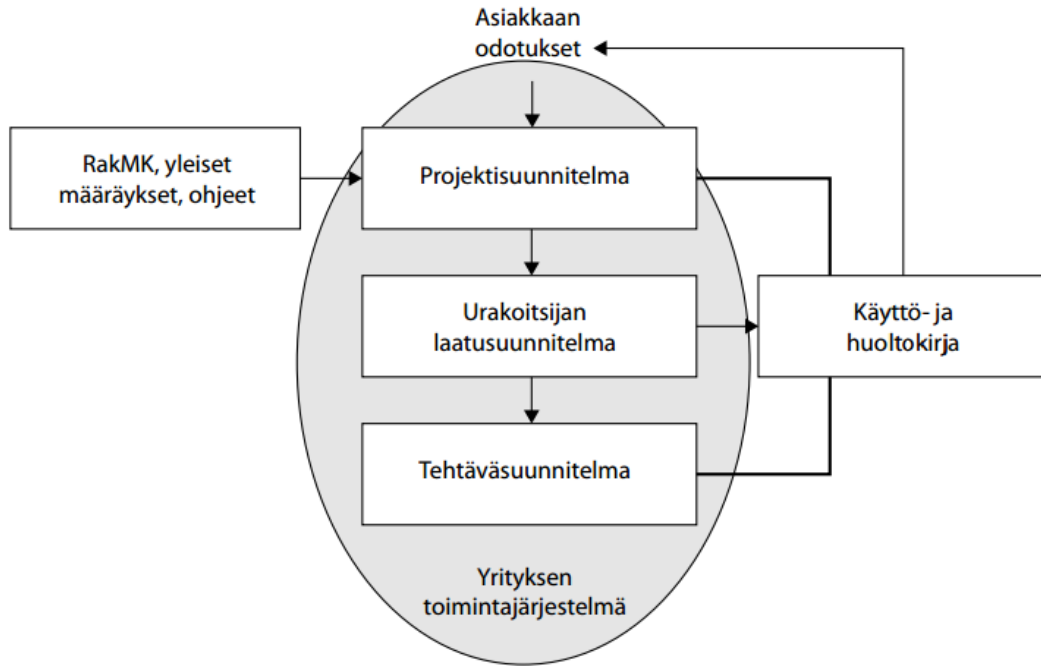 Asiakkaan
odotukset
RakMK, yleiset
määräykset, ohjeet
Projektisuunnitelma
Urakoitsijan
laatusuunnitelma
Käyttö- ja
huoltokirja
Tehtäväsuunnitelma
Yrityksen
toimintajärjestelmä